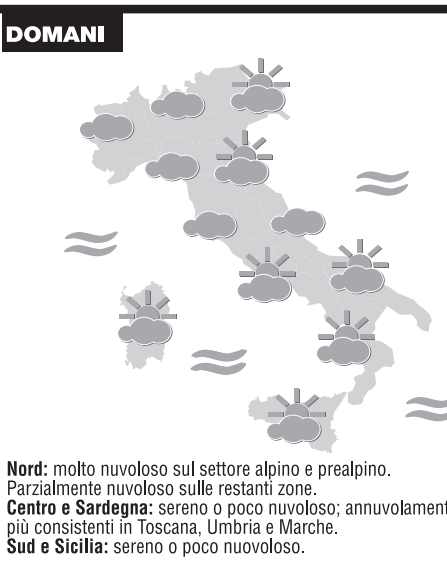 DOMANI
Nord: molto nuvoloso sul settore alpino e prealpino.
Parzialmente nuvoloso sulle restanti zone.
Centro e Sardegna: sereno o poco nuvoloso; annuvolament
più consistenti in Toscana, Umbria e Marche.
Sud e Sicilia: sereno o poco nuovoloso.